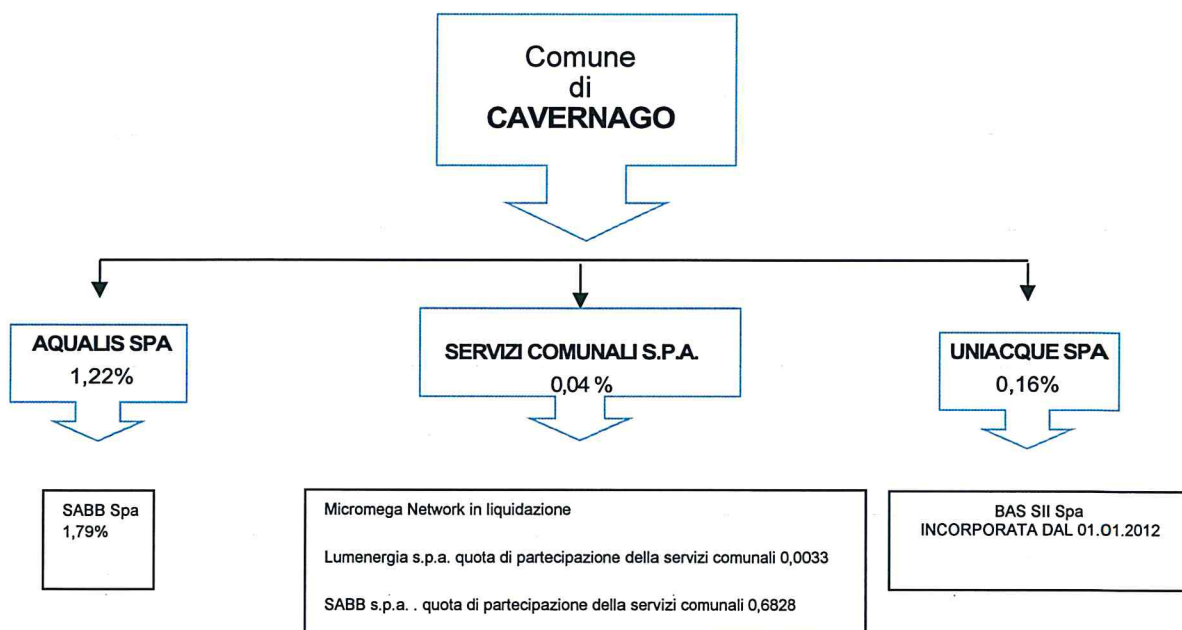 Comune
di
CAVERNAGO
AQUALIS SPA
1,22%
SERVIZI COMUNALI S.P.A.
0,04 %
UNIACQUE SPA
0,16%
SABB Spa
1,79%
Micromega Network in liquidazione
Lumenergia s.p.a. quota di partecipazione della servizi comunali 0,0033
SABB s.p.a. . quota di partecipazione della servizi comunali 0,6828
BAS SII Spa
INCORPORATA DAL 01.01.2012